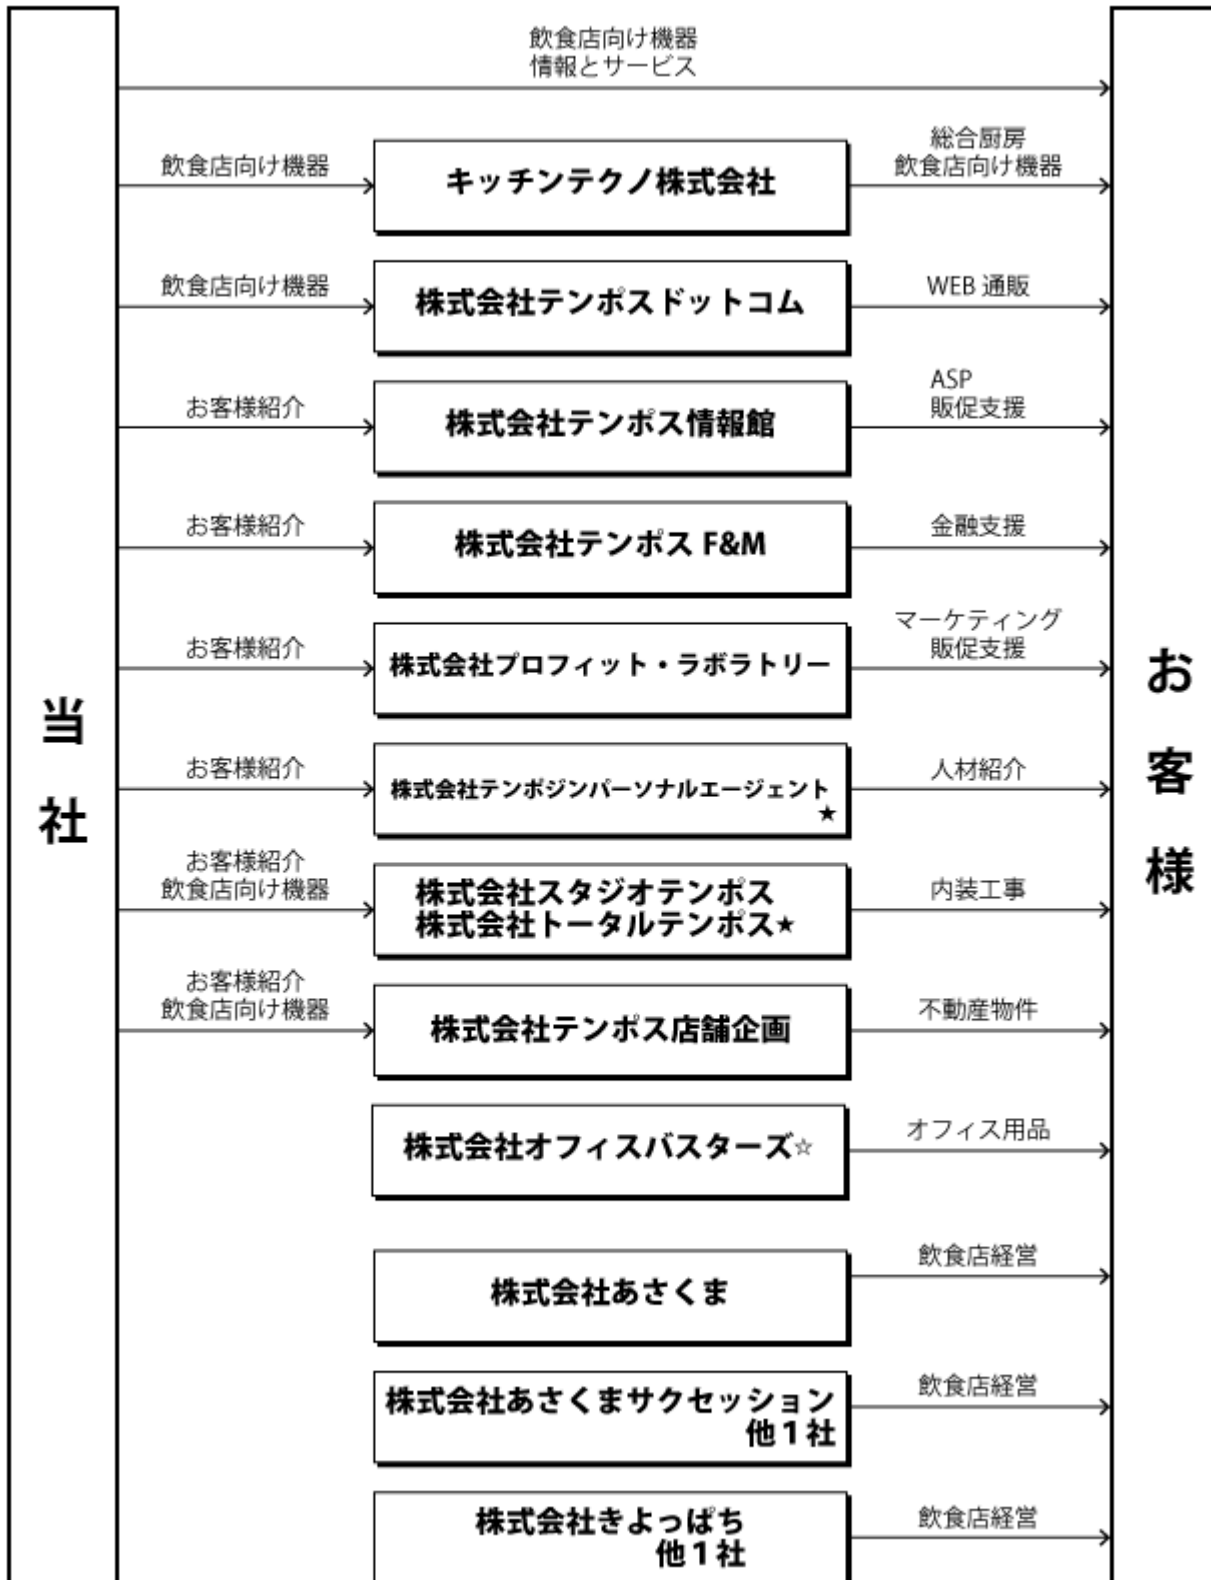 当社
お客様
飲食店向け機器
情報とサービス
飲食店向け機器
キッチンテクノ株式会社
総合厨房
飲食店向け機器
飲食店向け機器
株式会社テンポスドットコム
WEB 通販
お客様紹介
株式会社テンポス情報館
ASP
販促支援
お客様紹介
株式会社テンポス F&M
金融支援
お客様紹介
株式会社プロフィット・ラボラトリー
マーケティング
販促支援
お客様紹介
株式会社テンポジンパーソナルエージェント
★
人材紹介
お客様紹介
飲食店向け機器
株式会社スタジオテンポス
株式会社トータルテンポス★
内装工事
お客様紹介
飲食店向け機器
株式会社テンポス店舗企画
不動産物件
株式会社オフィスバスターズ☆
オフィス用品
株式会社あさくま
飲食店経営
株式会社あさくまサクセッション
他１社
飲食店経営
株式会社きよっぱち
他１社
飲食店経営